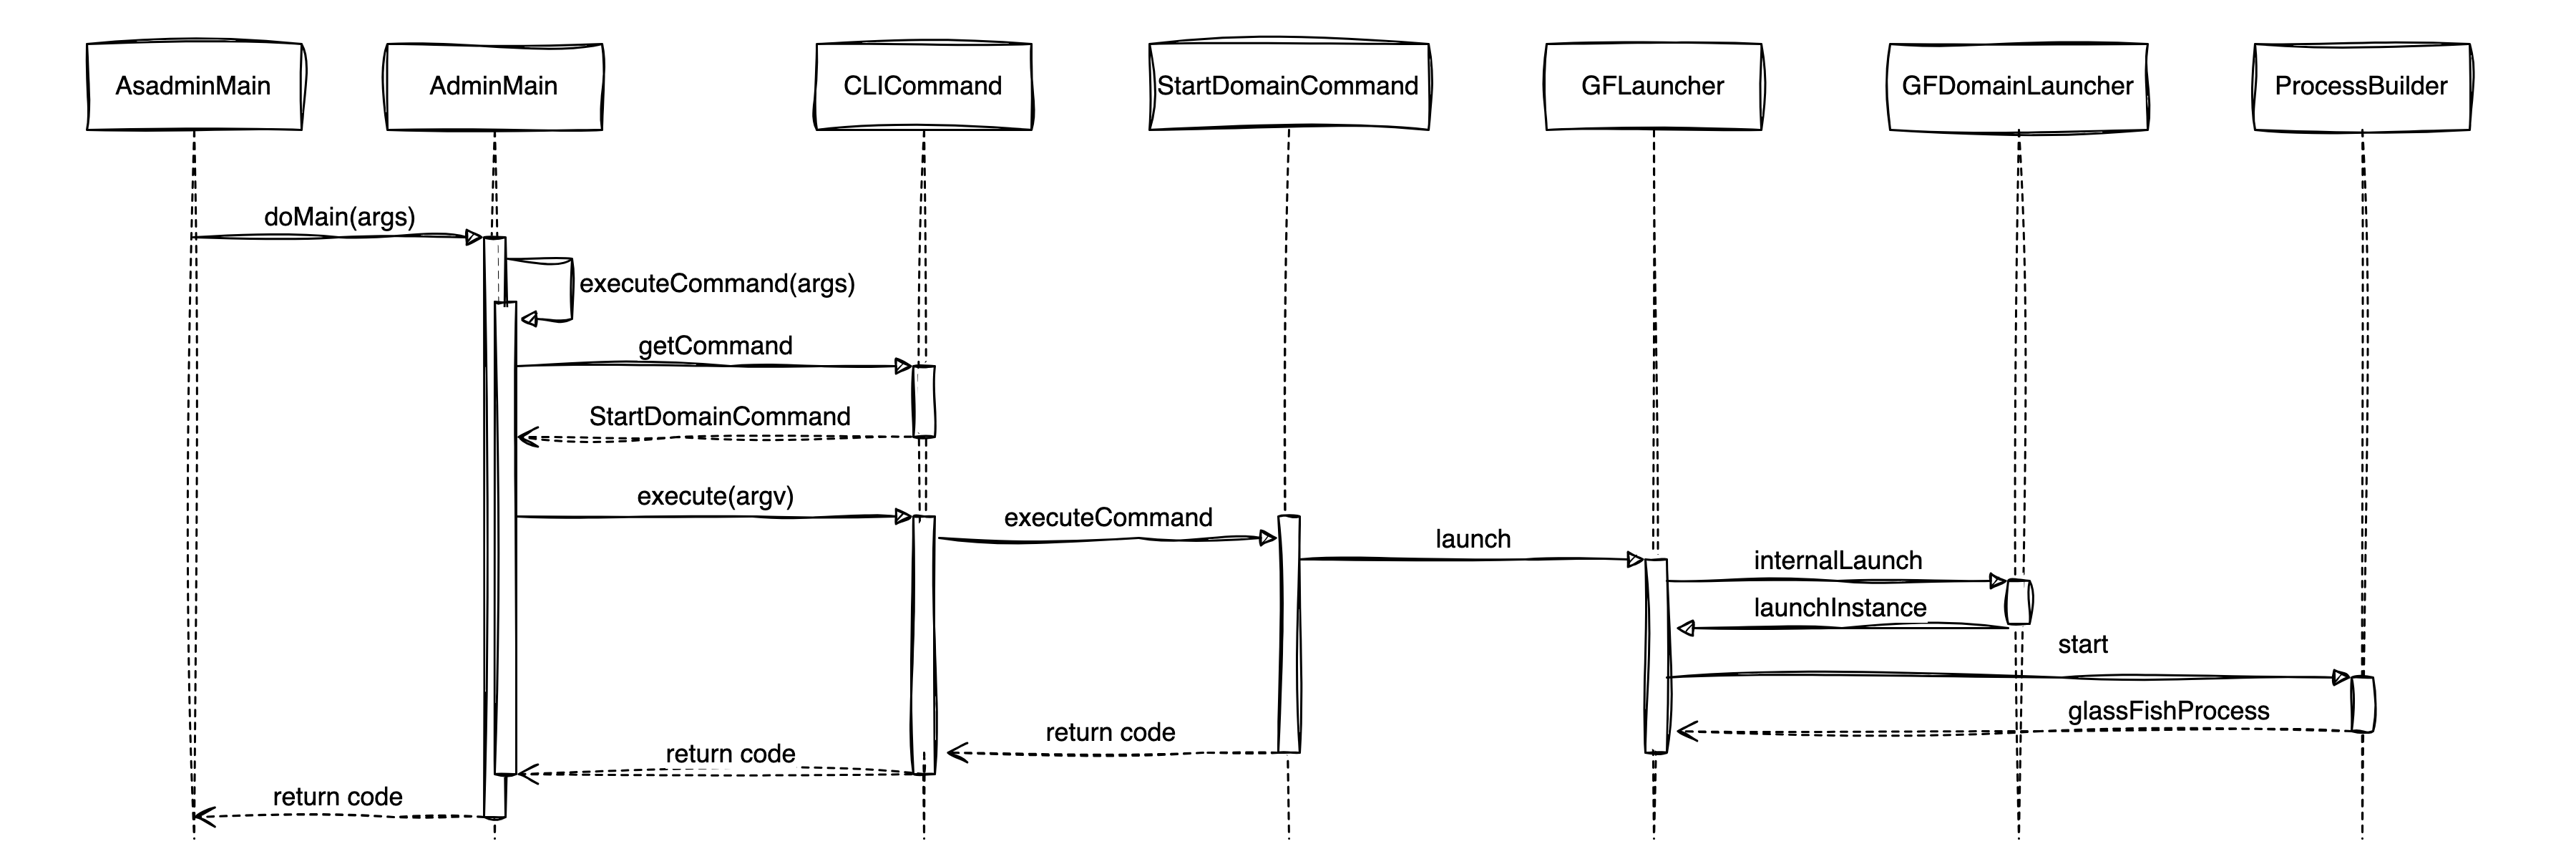 AsadminMain
AdminMain
CLICommand
StartDomainCommand
GFLauncher
GFDomainLauncher
ProcessBuilder
doMain(args)
executeCommand(args)
getCommand
StartDomainCommand
execute(argv)
executeCommand
launch
internalLaunch
launchInstance
start
glassFishProcess
return code
return code
return code